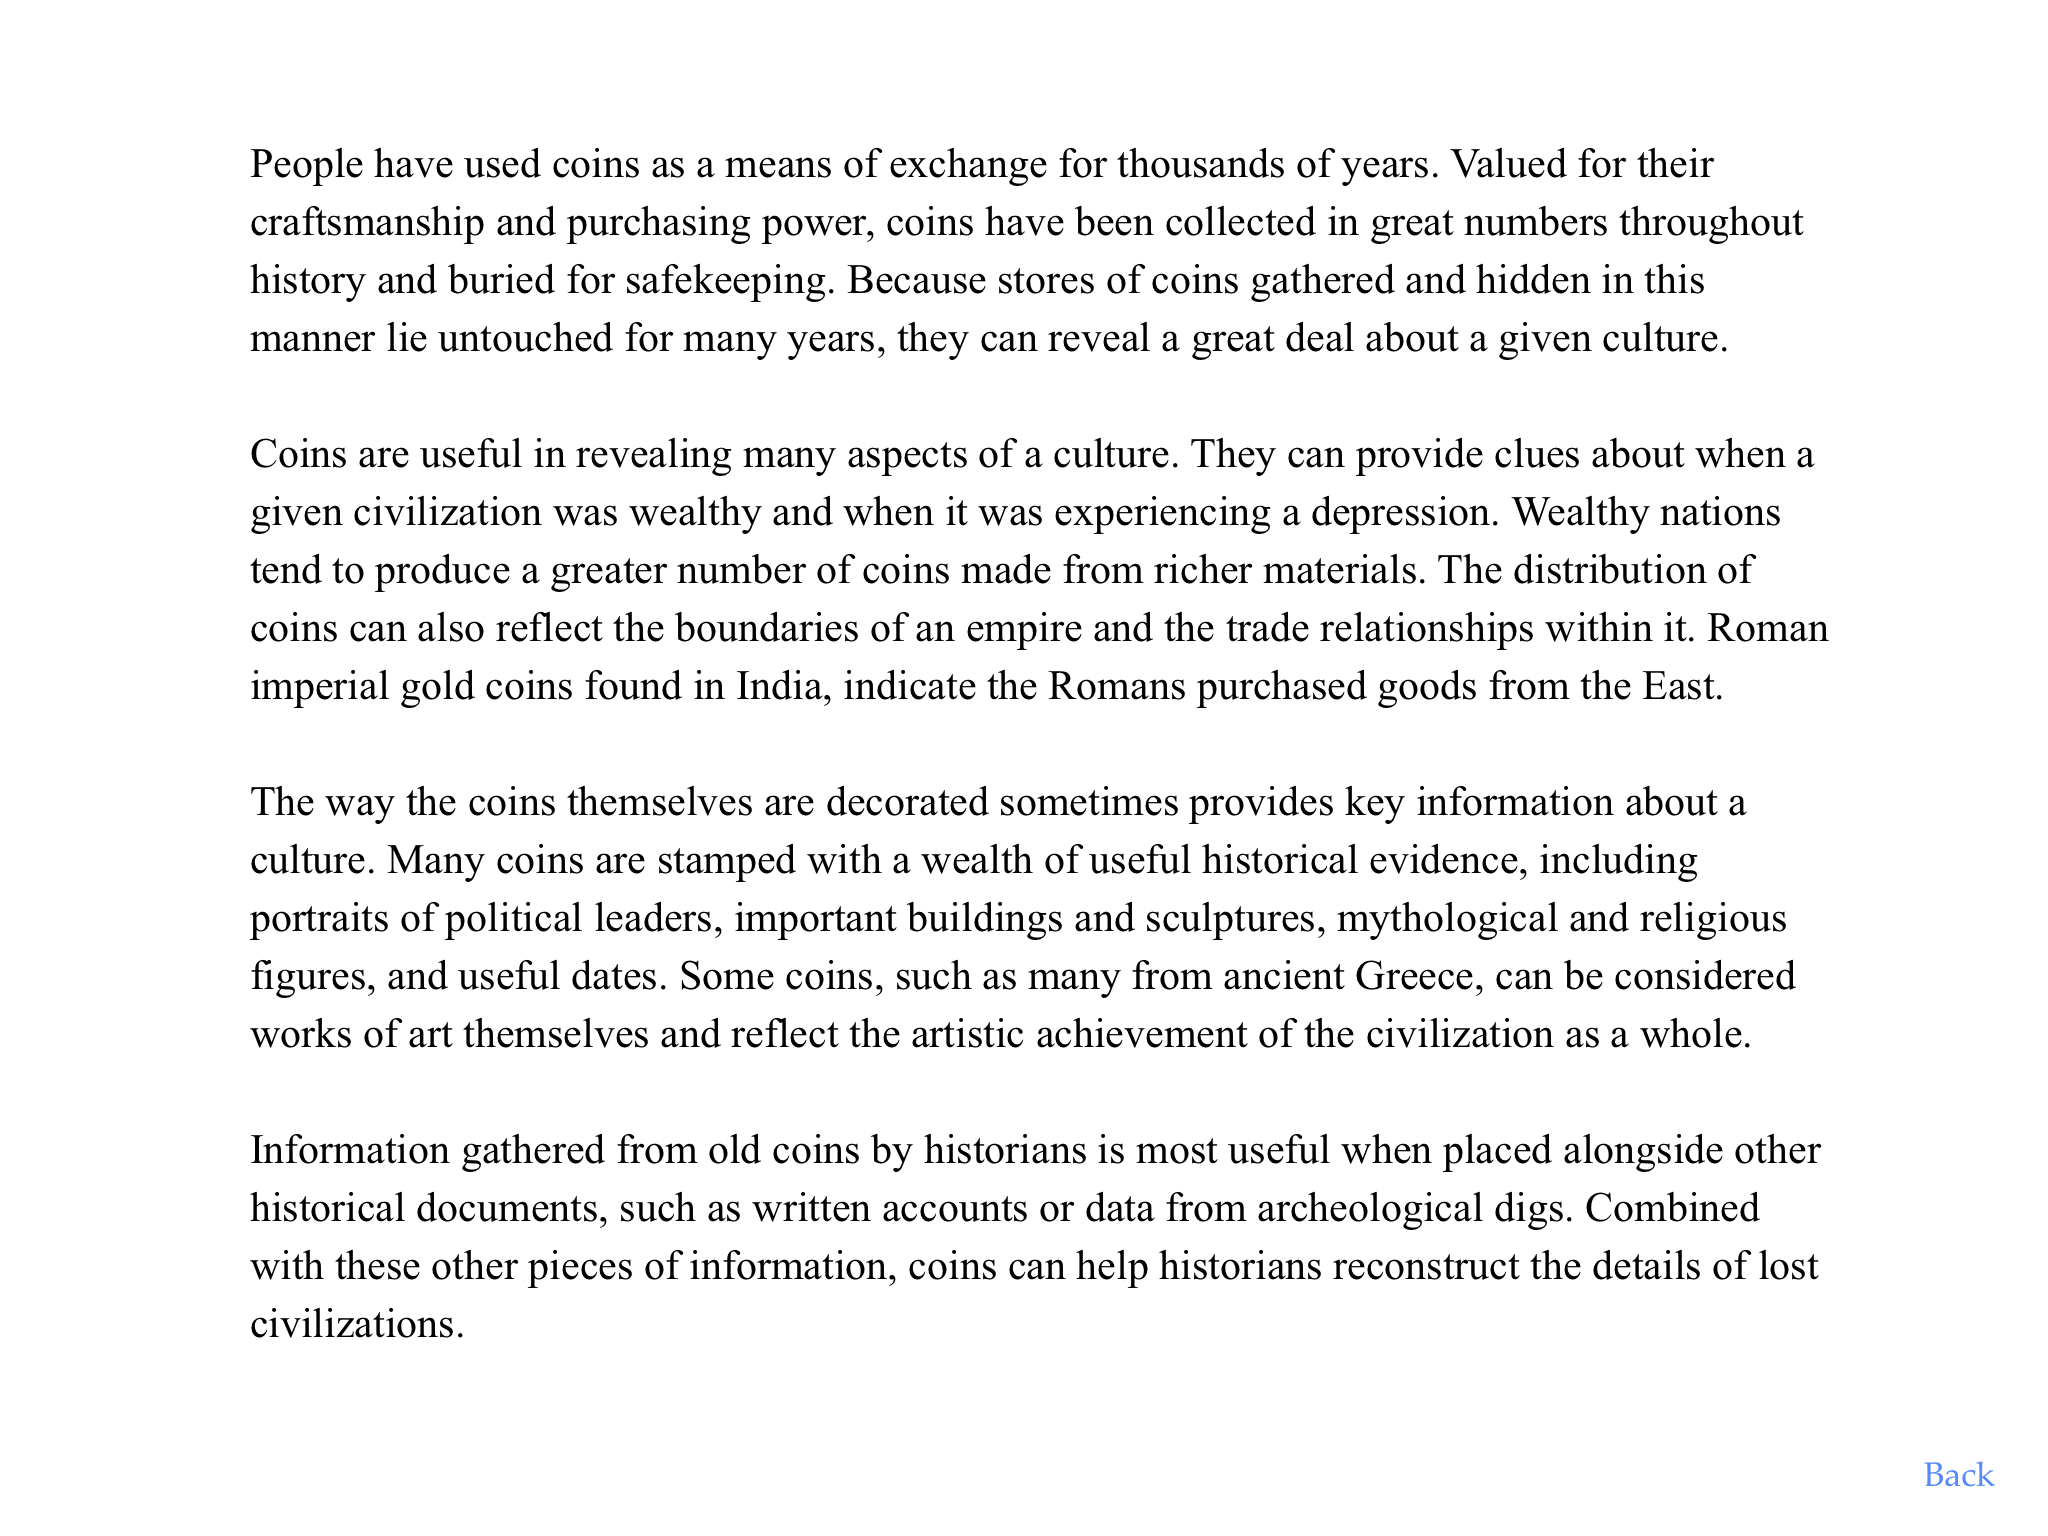 People have used coins as a means of exchange for thousands of years. Valued for their
craftsmanship and purchasing power, coins have been collected in great numbers throughout
history and buried for safekeeping. Because stores of coins gathered and hidden in this
manner lie untouched for many years, they can reveal a great deal about a given culture.
Coins are useful in revealing many aspects of a culture. They can provide clues about when a
given civilization was wealthy and when it was experiencing a depression. Wealthy nations
tend to produce a greater number of coins made from richer materials. The distribution of
coins can also reflect the boundaries of an empire and the trade relationships within it. Roman
imperial gold coins found in India, indicate the Romans purchased goods from the East.
The way the coins themselves are decorated sometimes provides key information about a
culture. Many coins are stamped with a wealth of useful historical evidence, including
portraits of political leaders, important buildings and sculptures, mythological and religious
figures, and useful dates. Some coins, such as many from ancient Greece, can be considered
works of art themselves and reflect the artistic achievement of the civilization as a whole.
Information gathered from old coins by historians is most useful when placed alongside other
historical documents, such as written accounts or data from archeological digs. Combined
with these other pieces of information, coins can help historians reconstruct the details of lost
civilizations.
Back